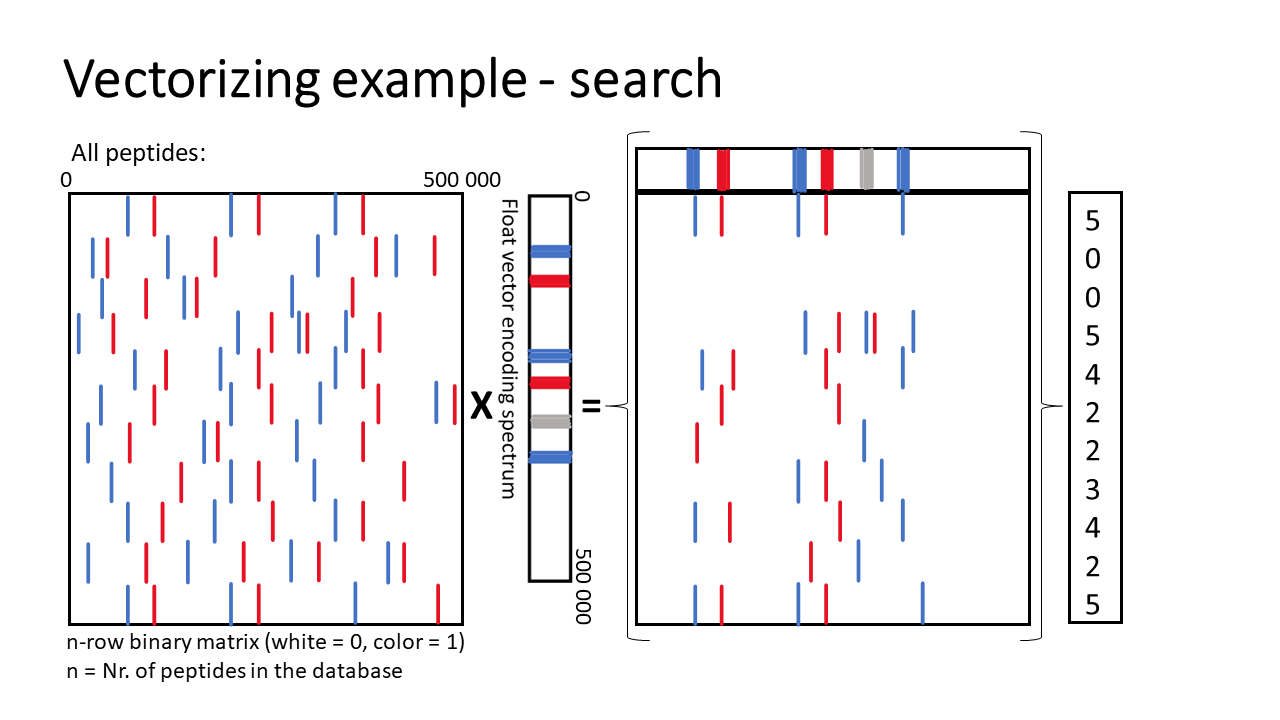 Vectorizing example - search
All peptides:
0
500 000
Float vector encoding spectrum
0
500 000
X
=
5
0
0
5
4
2
2
3
4
2
5
n-row binary matrix (white = 0, color = 1)
n = Nr. of peptides in the database